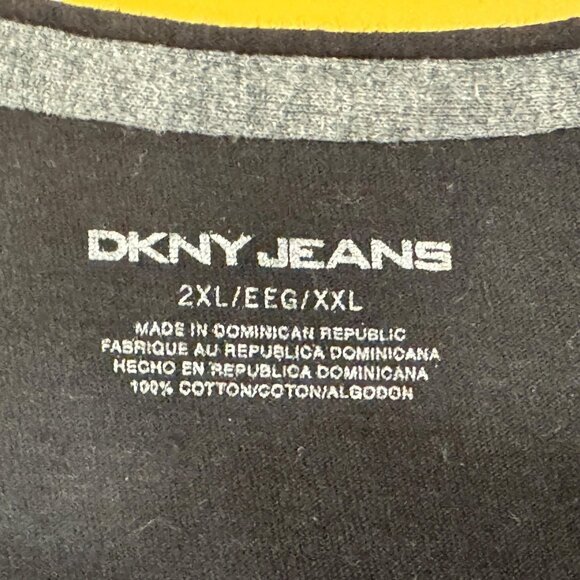 DKNY JEANS
2XL/EEG/XXL
MADE IN DOMINICAN REPUBLIC
FABRIQUE AU REPUBLICA DOMINICANA
HECHO EN REPUBLICA DOMINICANA
100% COTTON/COTON/ALGODON